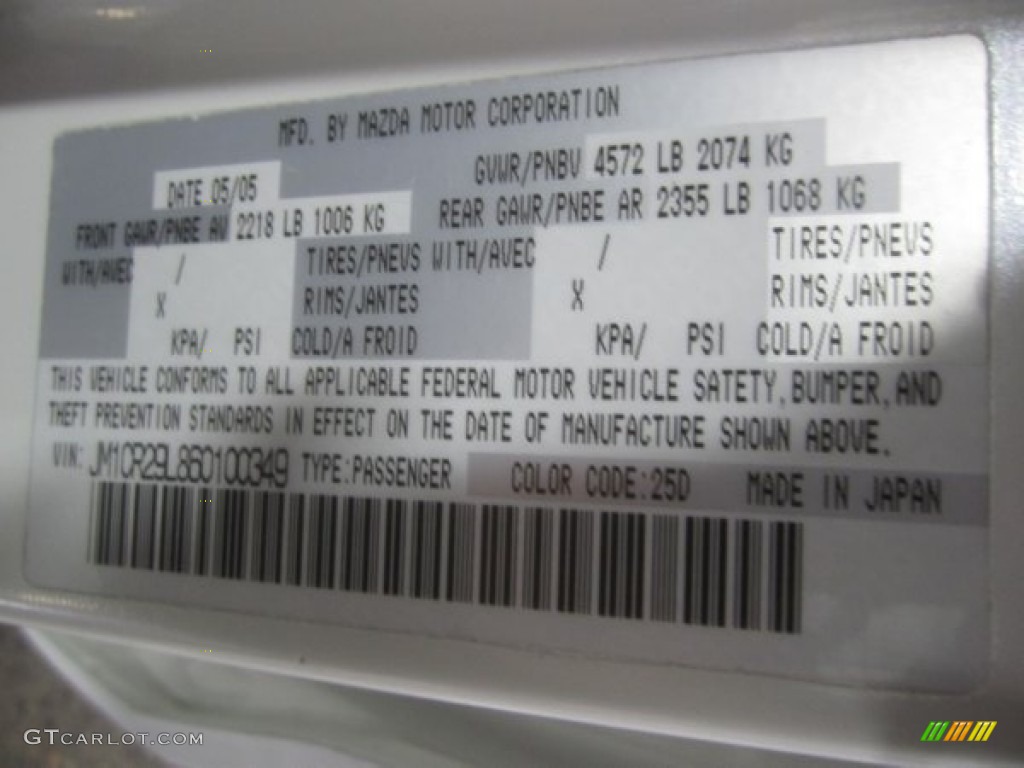 MFD. BY MAZDA MOTOR CORPORATION
DATE 05/05 GVWR/PNBV 4572 LB 2074 KG
FRONT GAWR/PNBE AV 2218 LB 1006 KG REAR GAWR/PNBE AR 2355 LB 1068 KG
WITH/AVEC / TIRES/PNEUS WITH/AVEC / TIRES/PNEUS
X RIMS/JANTES X RIMS/JANTES
KPA/ PSI COLD/A FROID KPA/ PSI COLD/A FROID
THIS VEHICLE CONFORMS TO ALL APPLICABLE FEDERAL MOTOR VEHICLE SATETY, BUMPER, AND
THEFT PREVENTION STANDARDS IN EFFECT ON THE DATE OF MANUFACTURE SHOWN ABOVE.
VIN: JM1CR29L860100349 TYPE:PASSENGER COLOR CODE:25D MADE IN JAPAN
GTCARLOT.COM